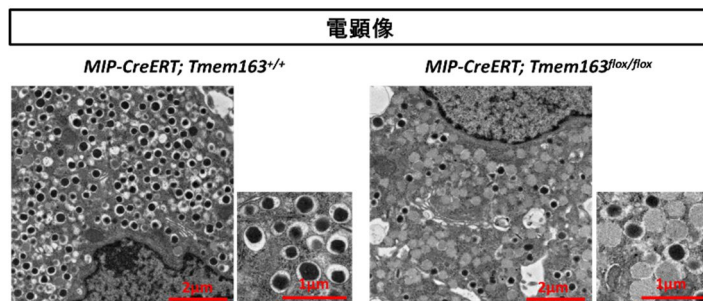 電顕像
MIP-CreERT; Tmem163+/+
MIP-CreERT; Tmem163flox/flox
2μm
1μm
2μm
1μm